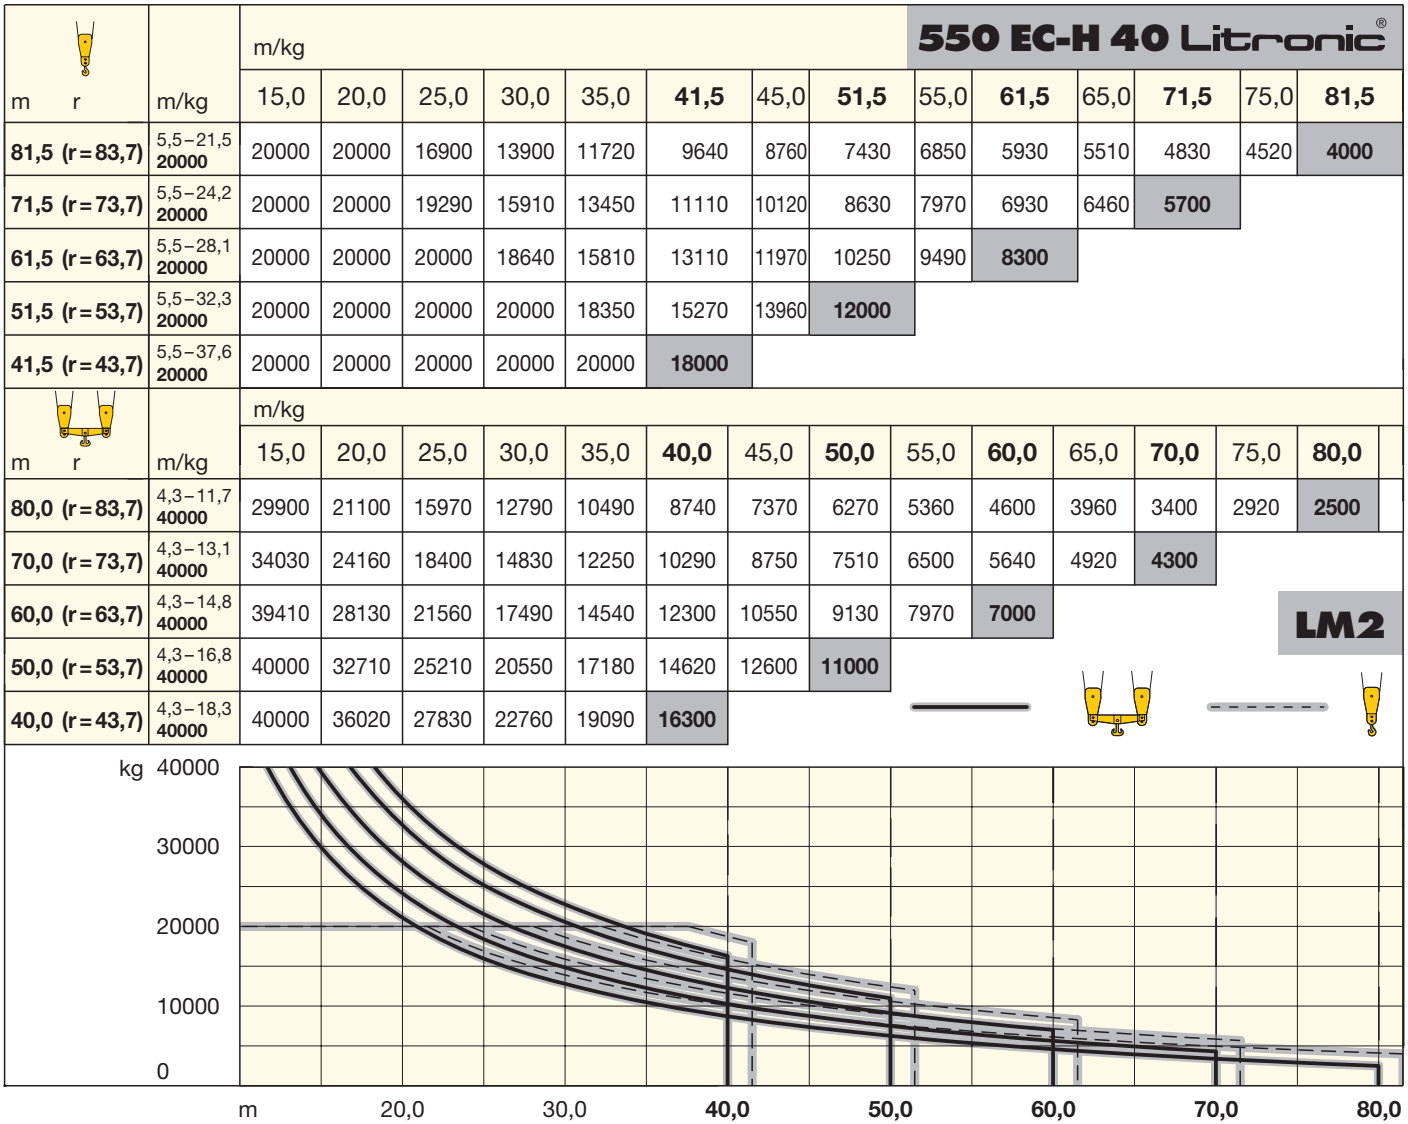 550 EC-H 40 Litronic®
m/kg
m r m/kg 15,0 20,0 25,0 30,0 35,0 41,5 45,0 51,5 55,0 61,5 65,0 71,5 75,0 81,5
81,5 (r=83,7) 5,5–21,5 20000 20000 20000 16900 13900 11720 9640 8760 7430 6850 5930 5510 4830 4520 4000
71,5 (r=73,7) 5,5–24,2 20000 20000 20000 19290 15910 13450 11110 10120 8630 7970 6930 6460 5700
61,5 (r=63,7) 5,5–28,1 20000 20000 20000 20000 18640 15810 13110 11970 10250 9490 8300
51,5 (r=53,7) 5,5–32,3 20000 20000 20000 20000 20000 18350 15270 13960 12000
41,5 (r=43,7) 5,5–37,6 20000 20000 20000 20000 20000 20000 18000
m/kg
m r m/kg 15,0 20,0 25,0 30,0 35,0 40,0 45,0 50,0 55,0 60,0 65,0 70,0 75,0 80,0
80,0 (r=83,7) 4,3–11,7 40000 29900 21100 15970 12790 10490 8740 7370 6270 5360 4600 3960 3400 2920 2500
70,0 (r=73,7) 4,3–13,1 40000 34030 24160 18400 14830 12250 10290 8750 7510 6500 5640 4920 4300
60,0 (r=63,7) 4,3–14,8 40000 39410 28130 21560 17490 14540 12300 10550 9130 7970 7000
LM2
50,0 (r=53,7) 4,3–16,8 40000 40000 32710 25210 20550 17180 14620 12600 11000
40,0 (r=43,7) 4,3–18,3 40000 40000 36020 27830 22760 19090 16300
kg 40000
30000
20000
10000
0
m 20,0 30,0 40,0 50,0 60,0 70,0 80,0